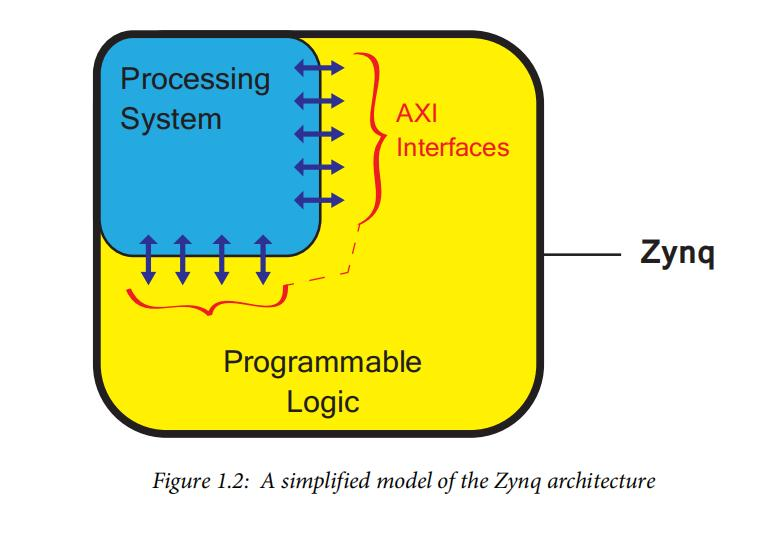 Processing
System
AXI
Interfaces
Zynq
Programmable
Logic
Figure 1.2: A simplified model of the Zynq architecture